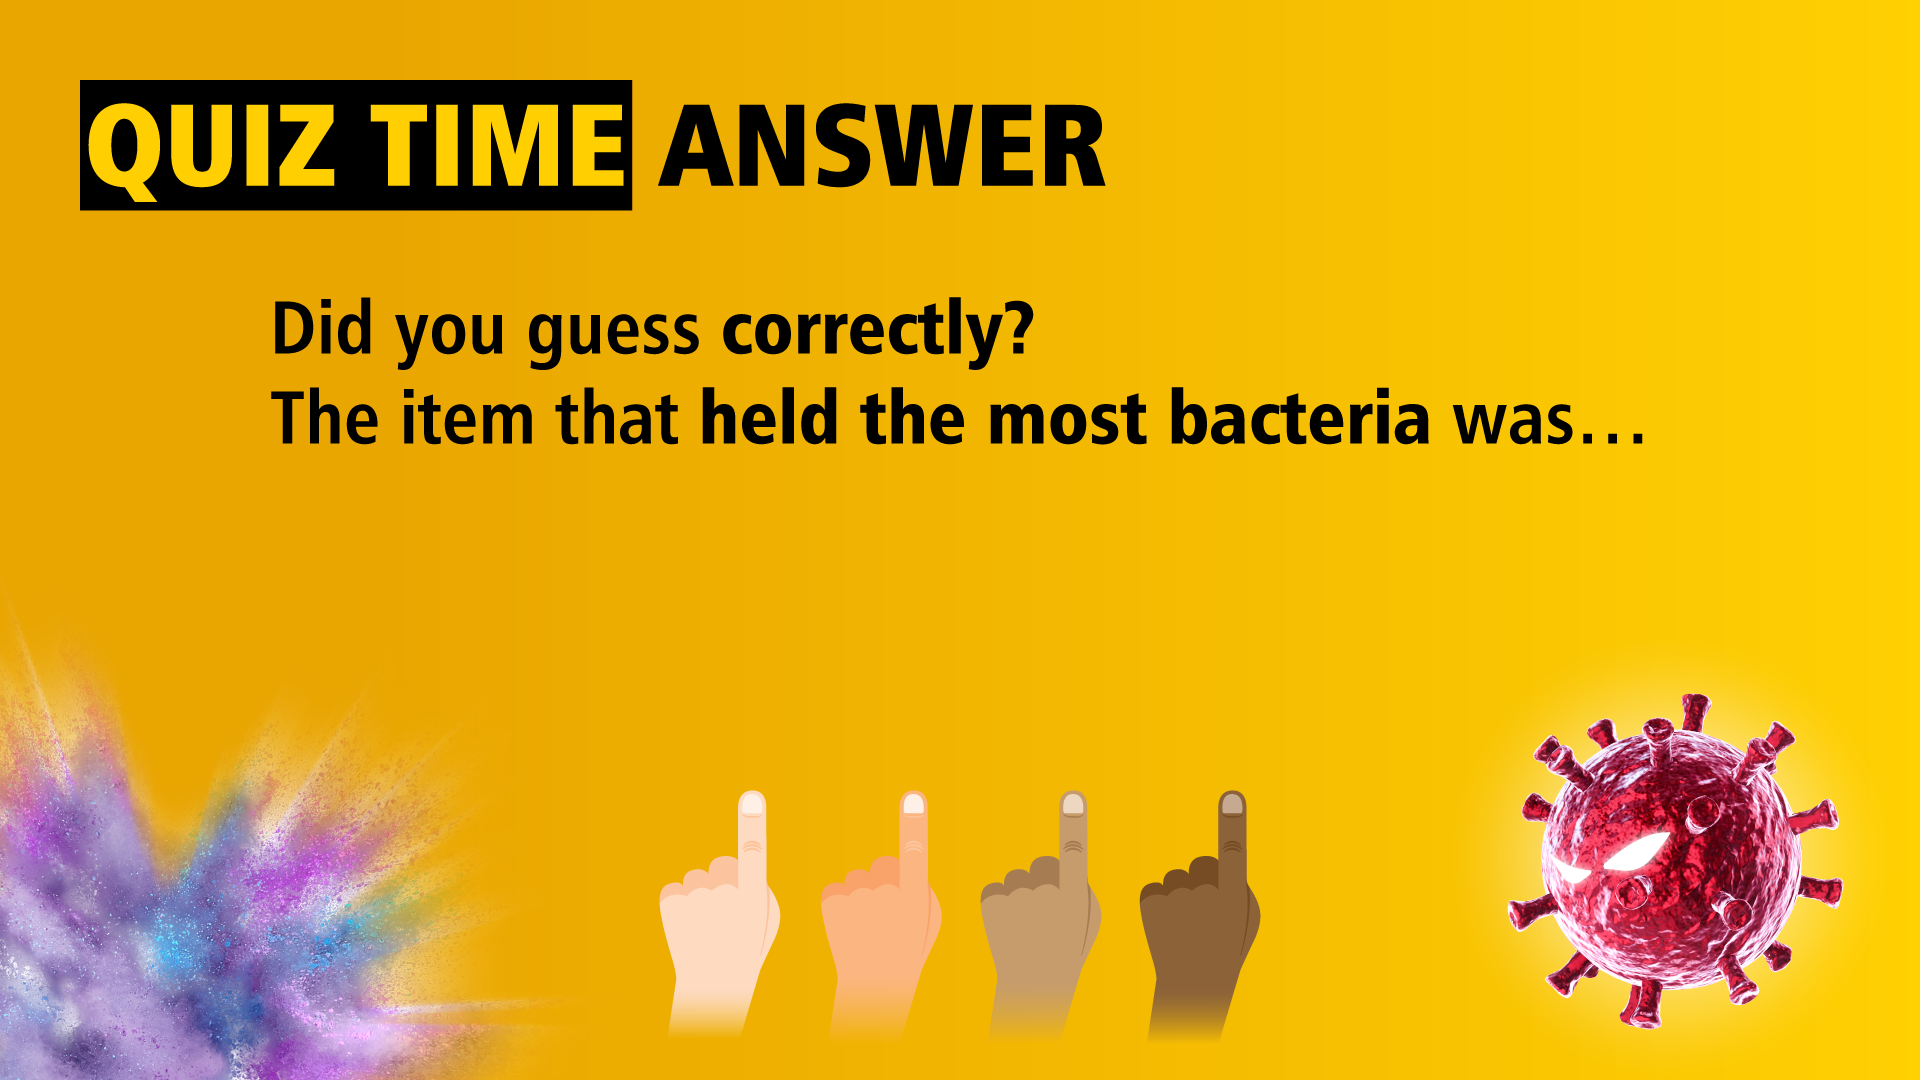 QUIZ TIME ANSWER
Did you guess correctly?
The item that held the most bacteria was…